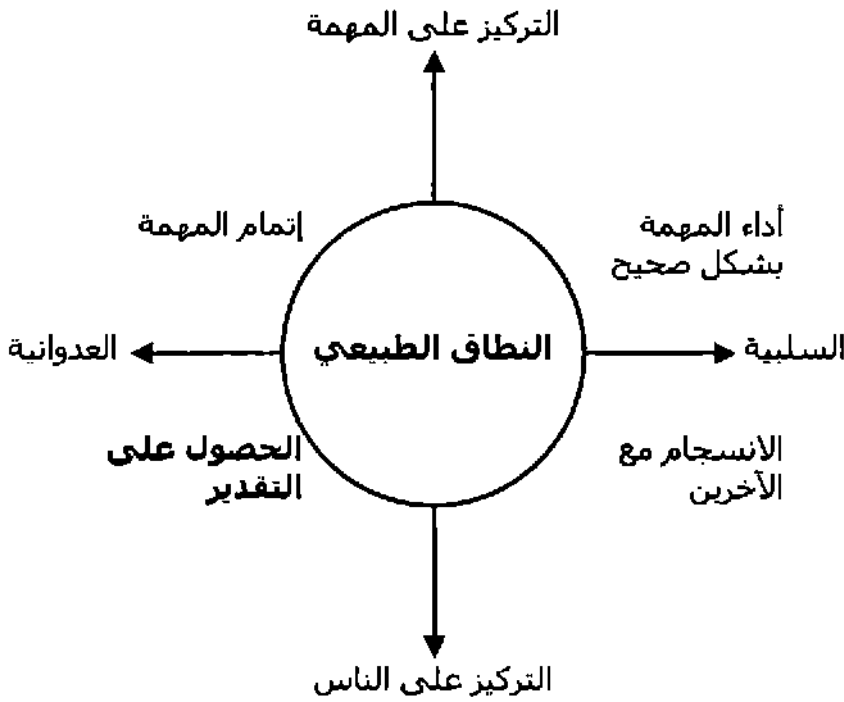 التركيز على المهمة
أداء المهمة
بشكل صحيح
إتمام المهمة
السلبية
النطاق الطبيعي
العدوانية
الانسجام مع
الآخرين
الحصول على
التقدير
التركيز على الناس